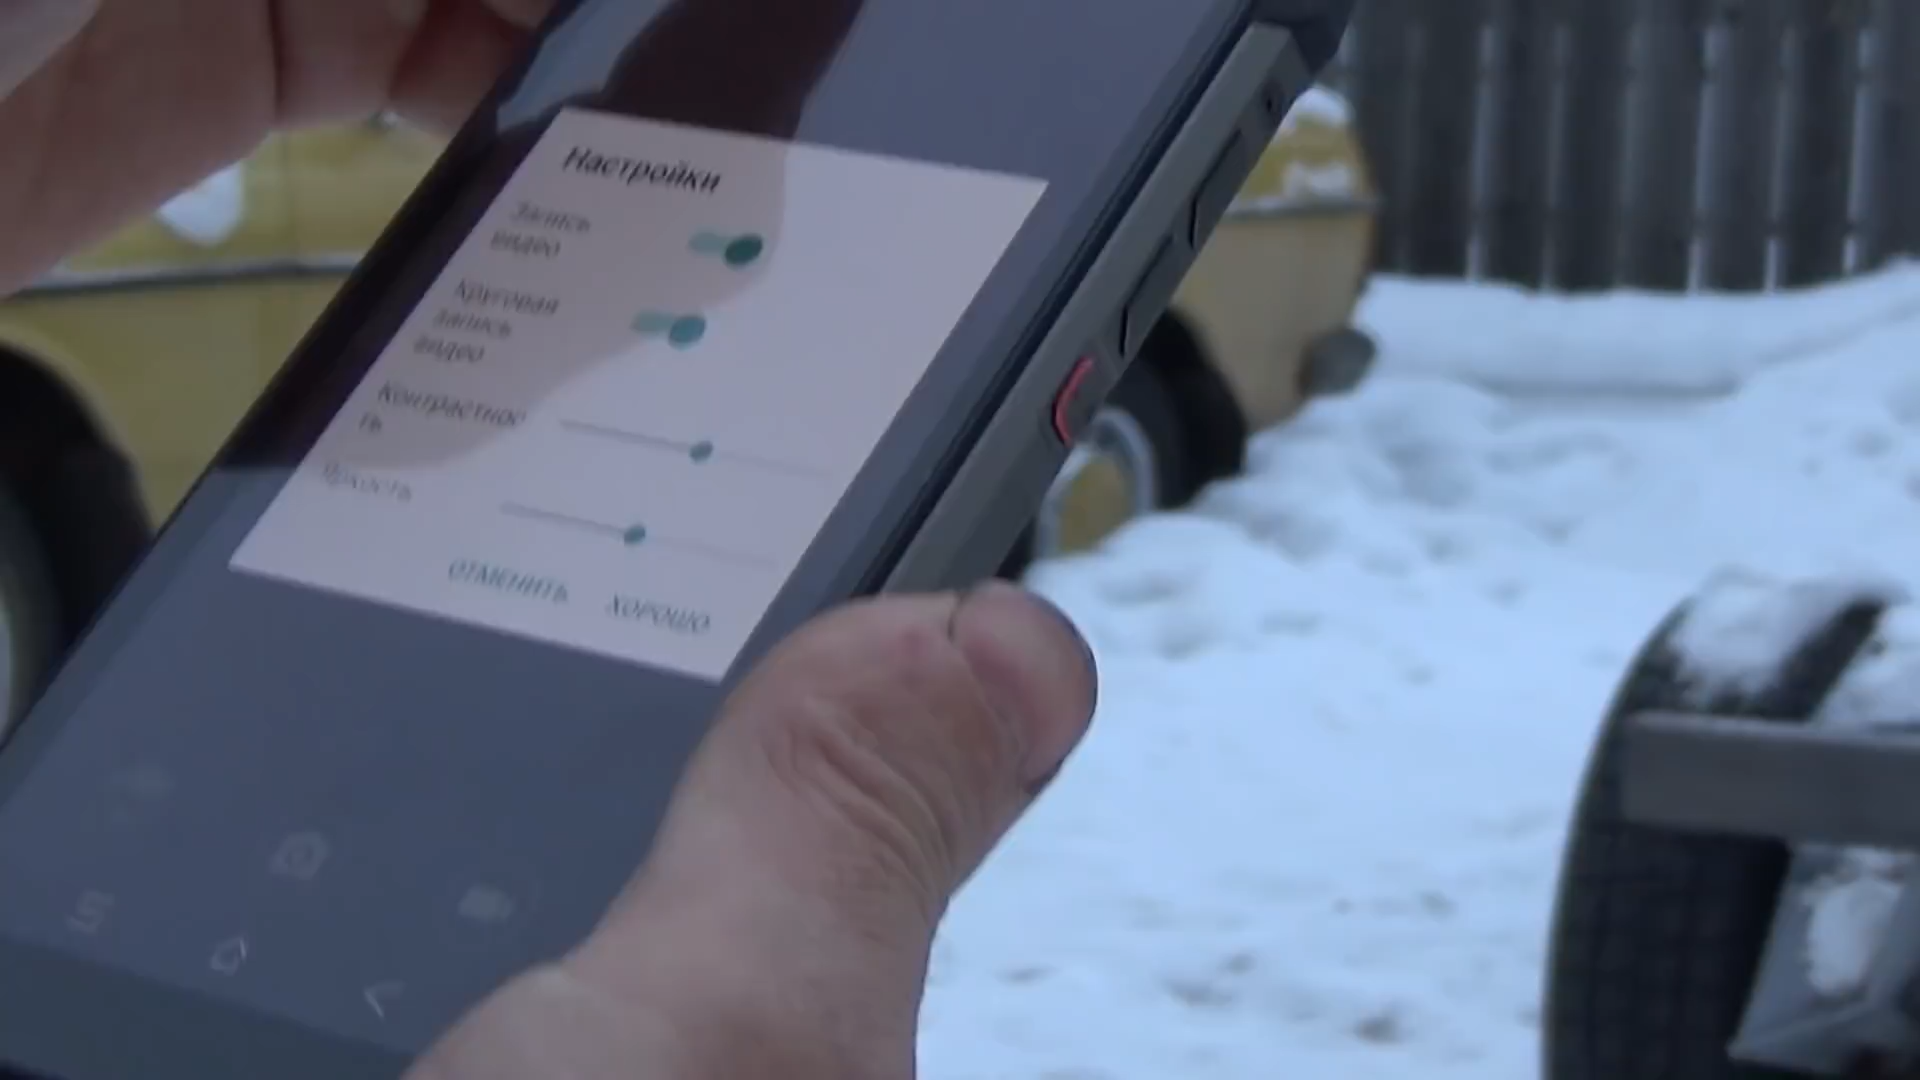 Настройки
Запись
видео
Круговая
запись
видео
Контрастнос
ть
Яркость
ОТМЕНИТЬ ХОРОШО